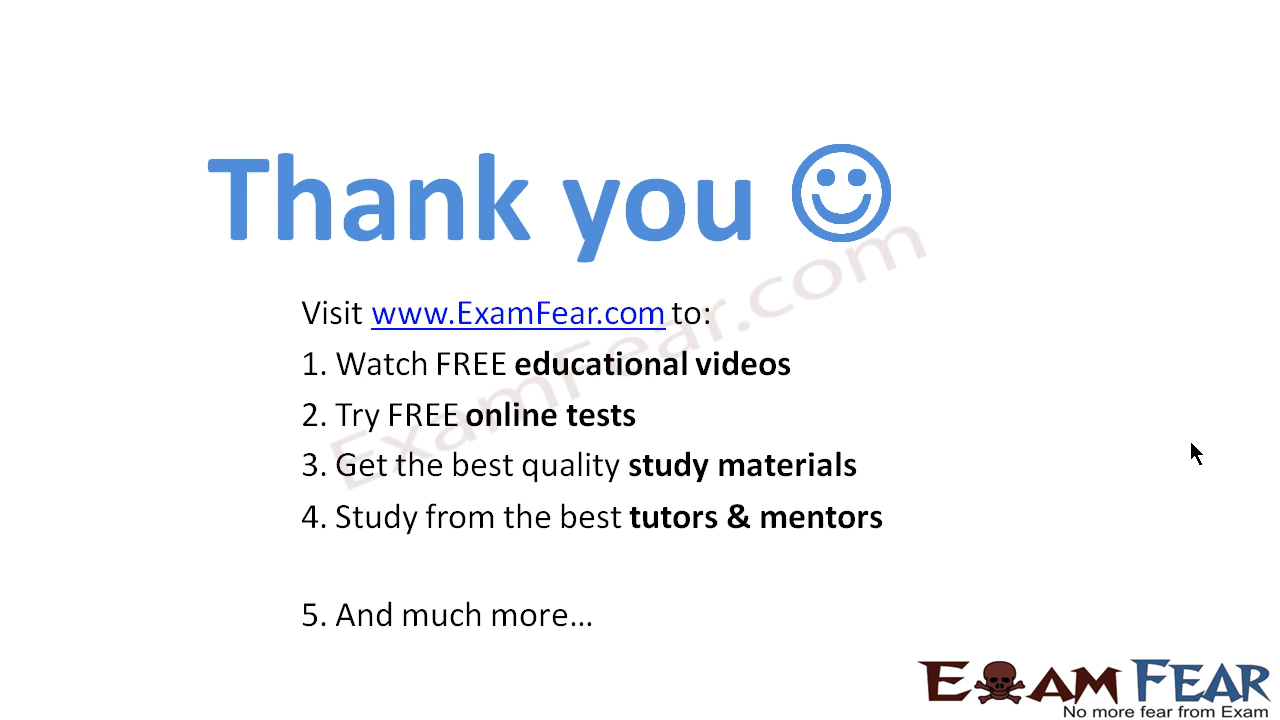 Thank you ☺
Visit www.ExamFear.com to:
1. Watch FREE educational videos
2. Try FREE online tests
3. Get the best quality study materials
4. Study from the best tutors & mentors
5. And much more...
ExamFear.com
EXAM FEAR
No more fear from Exam